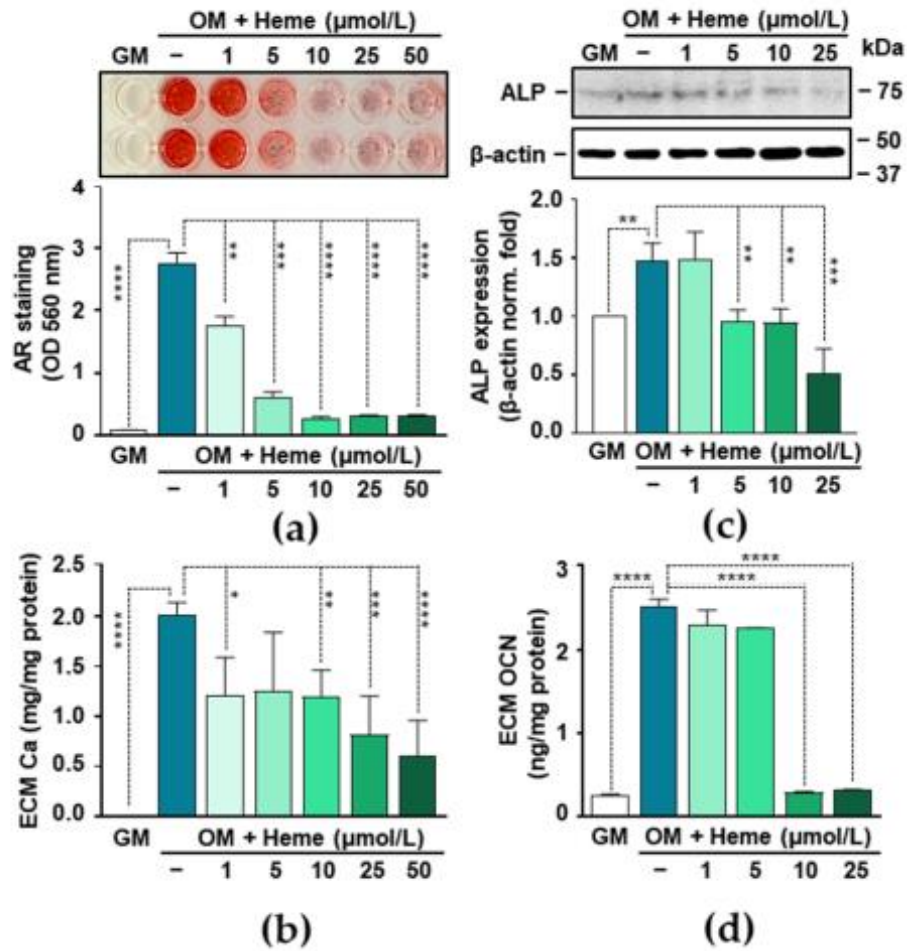 OM + Heme (µmol/L)
GM – 1 5 10 25 50
4
3
2
1
0
AR staining
(OD 560 nm)
****
**
***
****
****
****
GM OM + Heme (µmol/L)
– 1 5 10 25 50
(a)
OM + Heme (µmol/L)
GM – 1 5 10 25 kDa
ALP – – 75
β-actin – – 50
– 37
2.0
1.5
1.0
0.5
0.0
ALP expression
(β-actin norm. fold)
**
**
**
***
GM OM + Heme (µmol/L)
– 1 5 10 25
(c)
2.5
2.0
1.5
1.0
0.5
0.0
ECM Ca (mg/mg protein)
****
*
**
***
****
GM OM + Heme (µmol/L)
– 1 5 10 25 50
(b)
3
2
1
0
ECM OCN
(ng/mg protein)
****
****
****
GM OM + Heme (µmol/L)
– 1 5 10 25
(d)